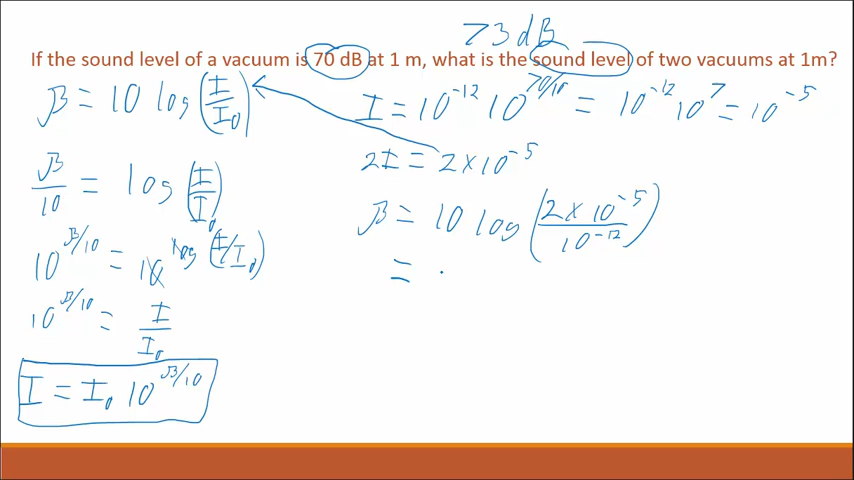 73 dB
If the sound level of a vacuum is 70 dB at 1 m, what is the sound level of two vacuums at 1m?
β = 10 log (I/I₀)
β/10 = log (I/I₀)
10^(β/10) = 10^(log (I/I₀))
10^(β/10) = I/I₀
I = I₀ 10^(β/10)
I = 10⁻¹² 10^(70/10) = 10⁻¹² 10⁷ = 10⁻⁵
2I = 2 × 10⁻⁵
β = 10 log (2 × 10⁻⁵ / 10⁻¹²)
=